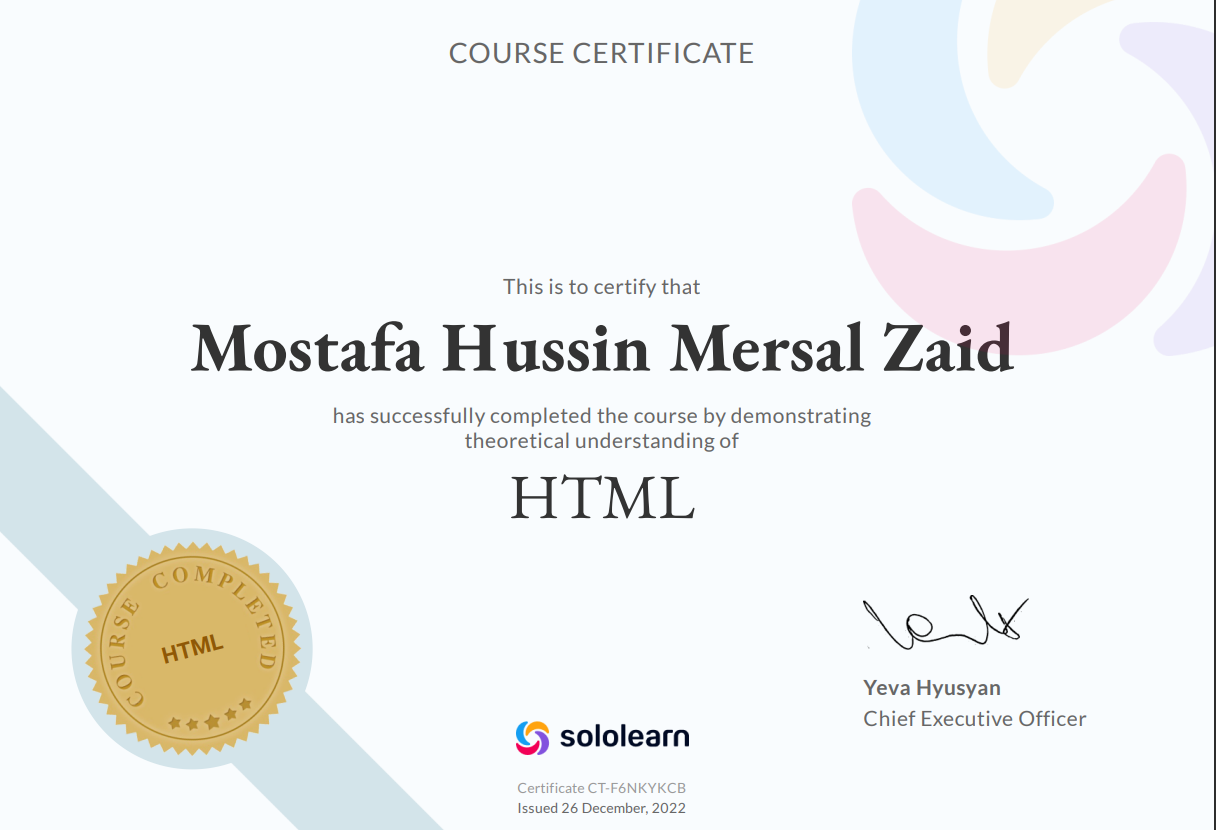 COURSE CERTIFICATE
This is to certify that
Mostafa Hussin Mersal Zaid
has successfully completed the course by demonstrating
theoretical understanding of
HTML
COURSE COMPLETED
HTML
Yeva Hyusyan
Chief Executive Officer
sololearn
Certificate CT-F6NKYKCB
Issued 26 December, 2022